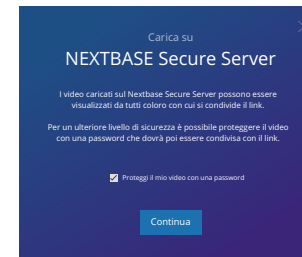 Carica su
NEXTBASE Secure Server
I video caricati sul Nextbase Secure Server possono essere
visualizzati da tutti coloro con cui si condivide il link.
Per un ulteriore livello di sicurezza è possibile proteggere il video
con una password che dovrà poi essere condivisa con il link.
Proteggi il mio video con una password
Continua